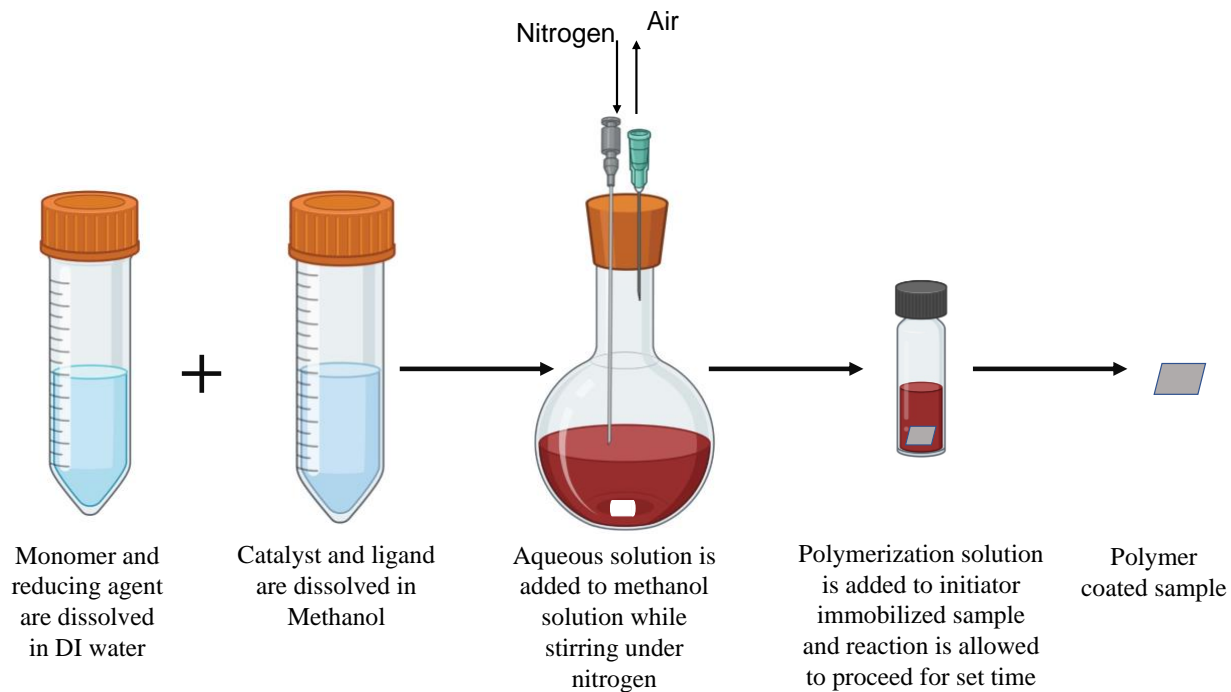 Nitrogen
Air
+
Monomer and
reducing agent
are dissolved
in DI water
Catalyst and ligand
are dissolved in
Methanol
Aqueous solution is
added to methanol
solution while
stirring under
nitrogen
Polymerization solution
is added to initiator
immobilized sample
and reaction is allowed
to proceed for set time
Polymer
coated sample